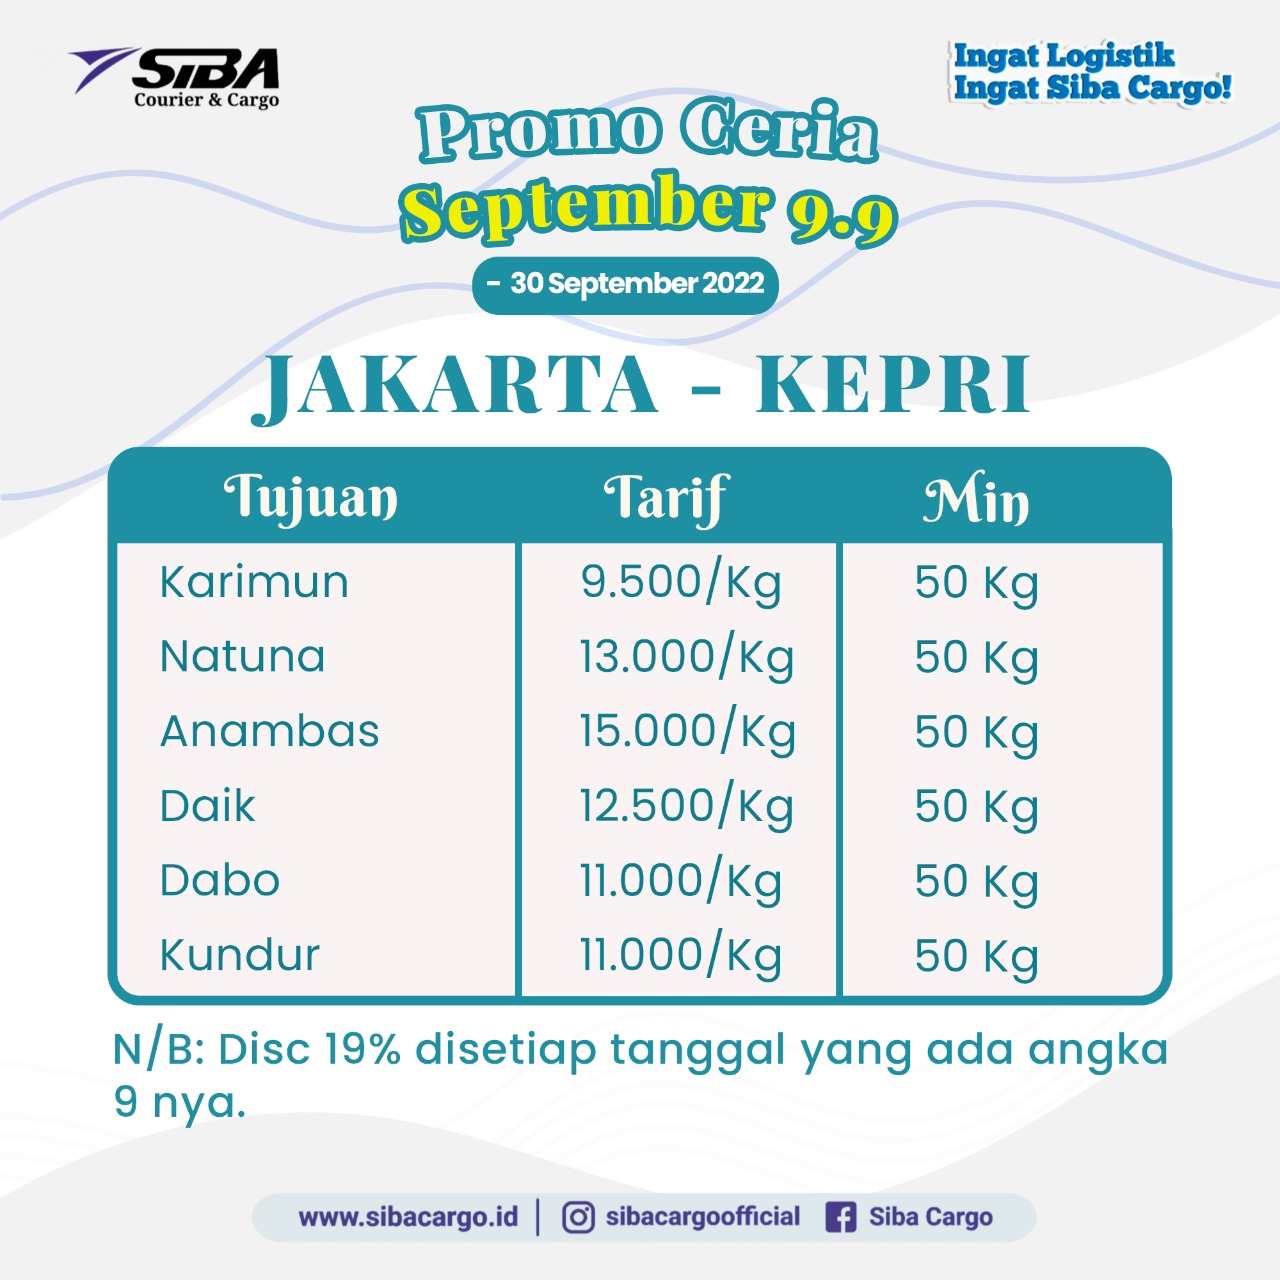 SIBA
Courier & Cargo
Ingat Logistik
Ingat Siba Cargo!
Promo Ceria
September 9.9
- 30 September 2022
JAKARTA - KEPRI
Tujuan Tarif Min
Karimun 9.500/Kg 50 Kg
Natuna 13.000/Kg 50 Kg
Anambas 15.000/Kg 50 Kg
Daik 12.500/Kg 50 Kg
Dabo 11.000/Kg 50 Kg
Kundur 11.000/Kg 50 Kg
N/B: Disc 19% disetiap tanggal yang ada angka
9 nya.
www.sibacargo.id | sibacargoofficial Siba Cargo